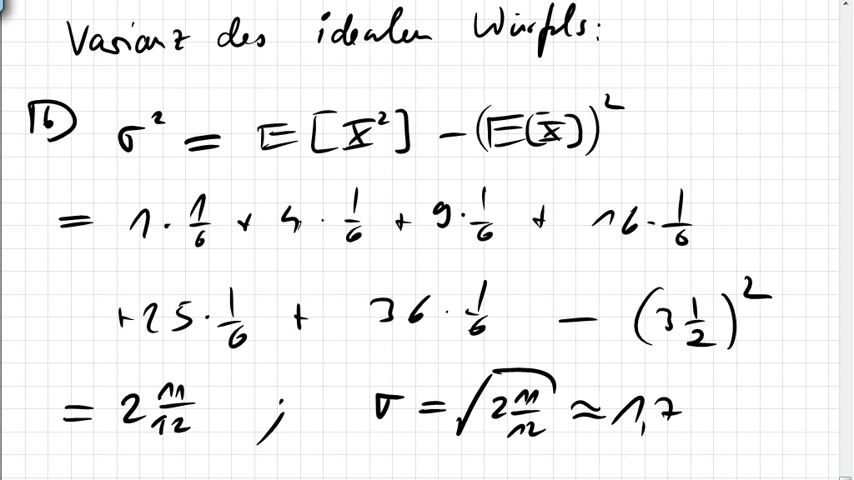 Varianz des idealen Würfels:
16) σ² = E[X²] - (E(X))²
= 1 · 1/6 + 4 · 1/6 + 9 · 1/6 + 16 · 1/6
+25 · 1/6 + 36 · 1/6 - (3 1/2)²
= 2 11/12 ; σ = √(2 11/12) ≈ 1,7